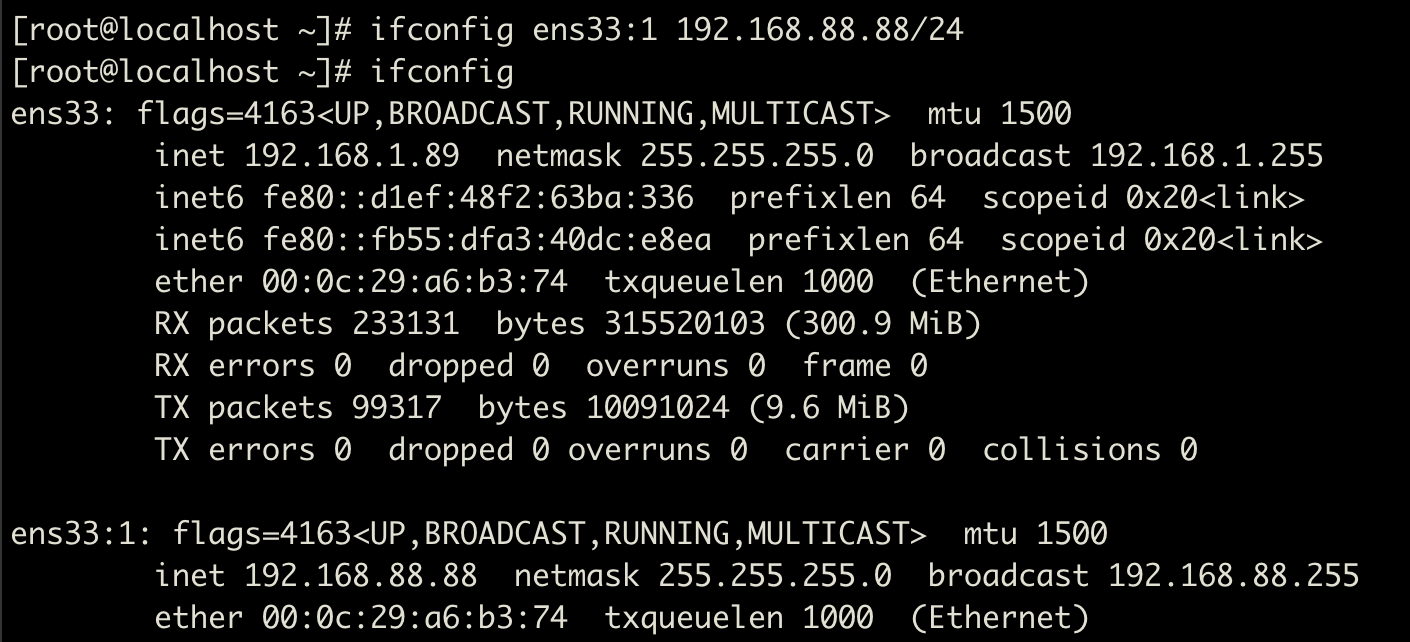 [root@localhost ~]# ifconfig ens33:1 192.168.88.88/24
[root@localhost ~]# ifconfig
ens33: flags=4163<UP,BROADCAST,RUNNING,MULTICAST>  mtu 1500
        inet 192.168.1.89  netmask 255.255.255.0  broadcast 192.168.1.255
        inet6 fe80::d1ef:48f2:63ba:336  prefixlen 64  scopeid 0x20<link>
        inet6 fe80::fb55:dfa3:40dc:e8ea  prefixlen 64  scopeid 0x20<link>
        ether 00:0c:29:a6:b3:74  txqueuelen 1000  (Ethernet)
        RX packets 233131  bytes 315520103 (300.9 MiB)
        RX errors 0  dropped 0  overruns 0  frame 0
        TX packets 99317  bytes 10091024 (9.6 MiB)
        TX errors 0  dropped 0 overruns 0  carrier 0  collisions 0

ens33:1: flags=4163<UP,BROADCAST,RUNNING,MULTICAST>  mtu 1500
        inet 192.168.88.88  netmask 255.255.255.0  broadcast 192.168.88.255
        ether 00:0c:29:a6:b3:74  txqueuelen 1000  (Ethernet)